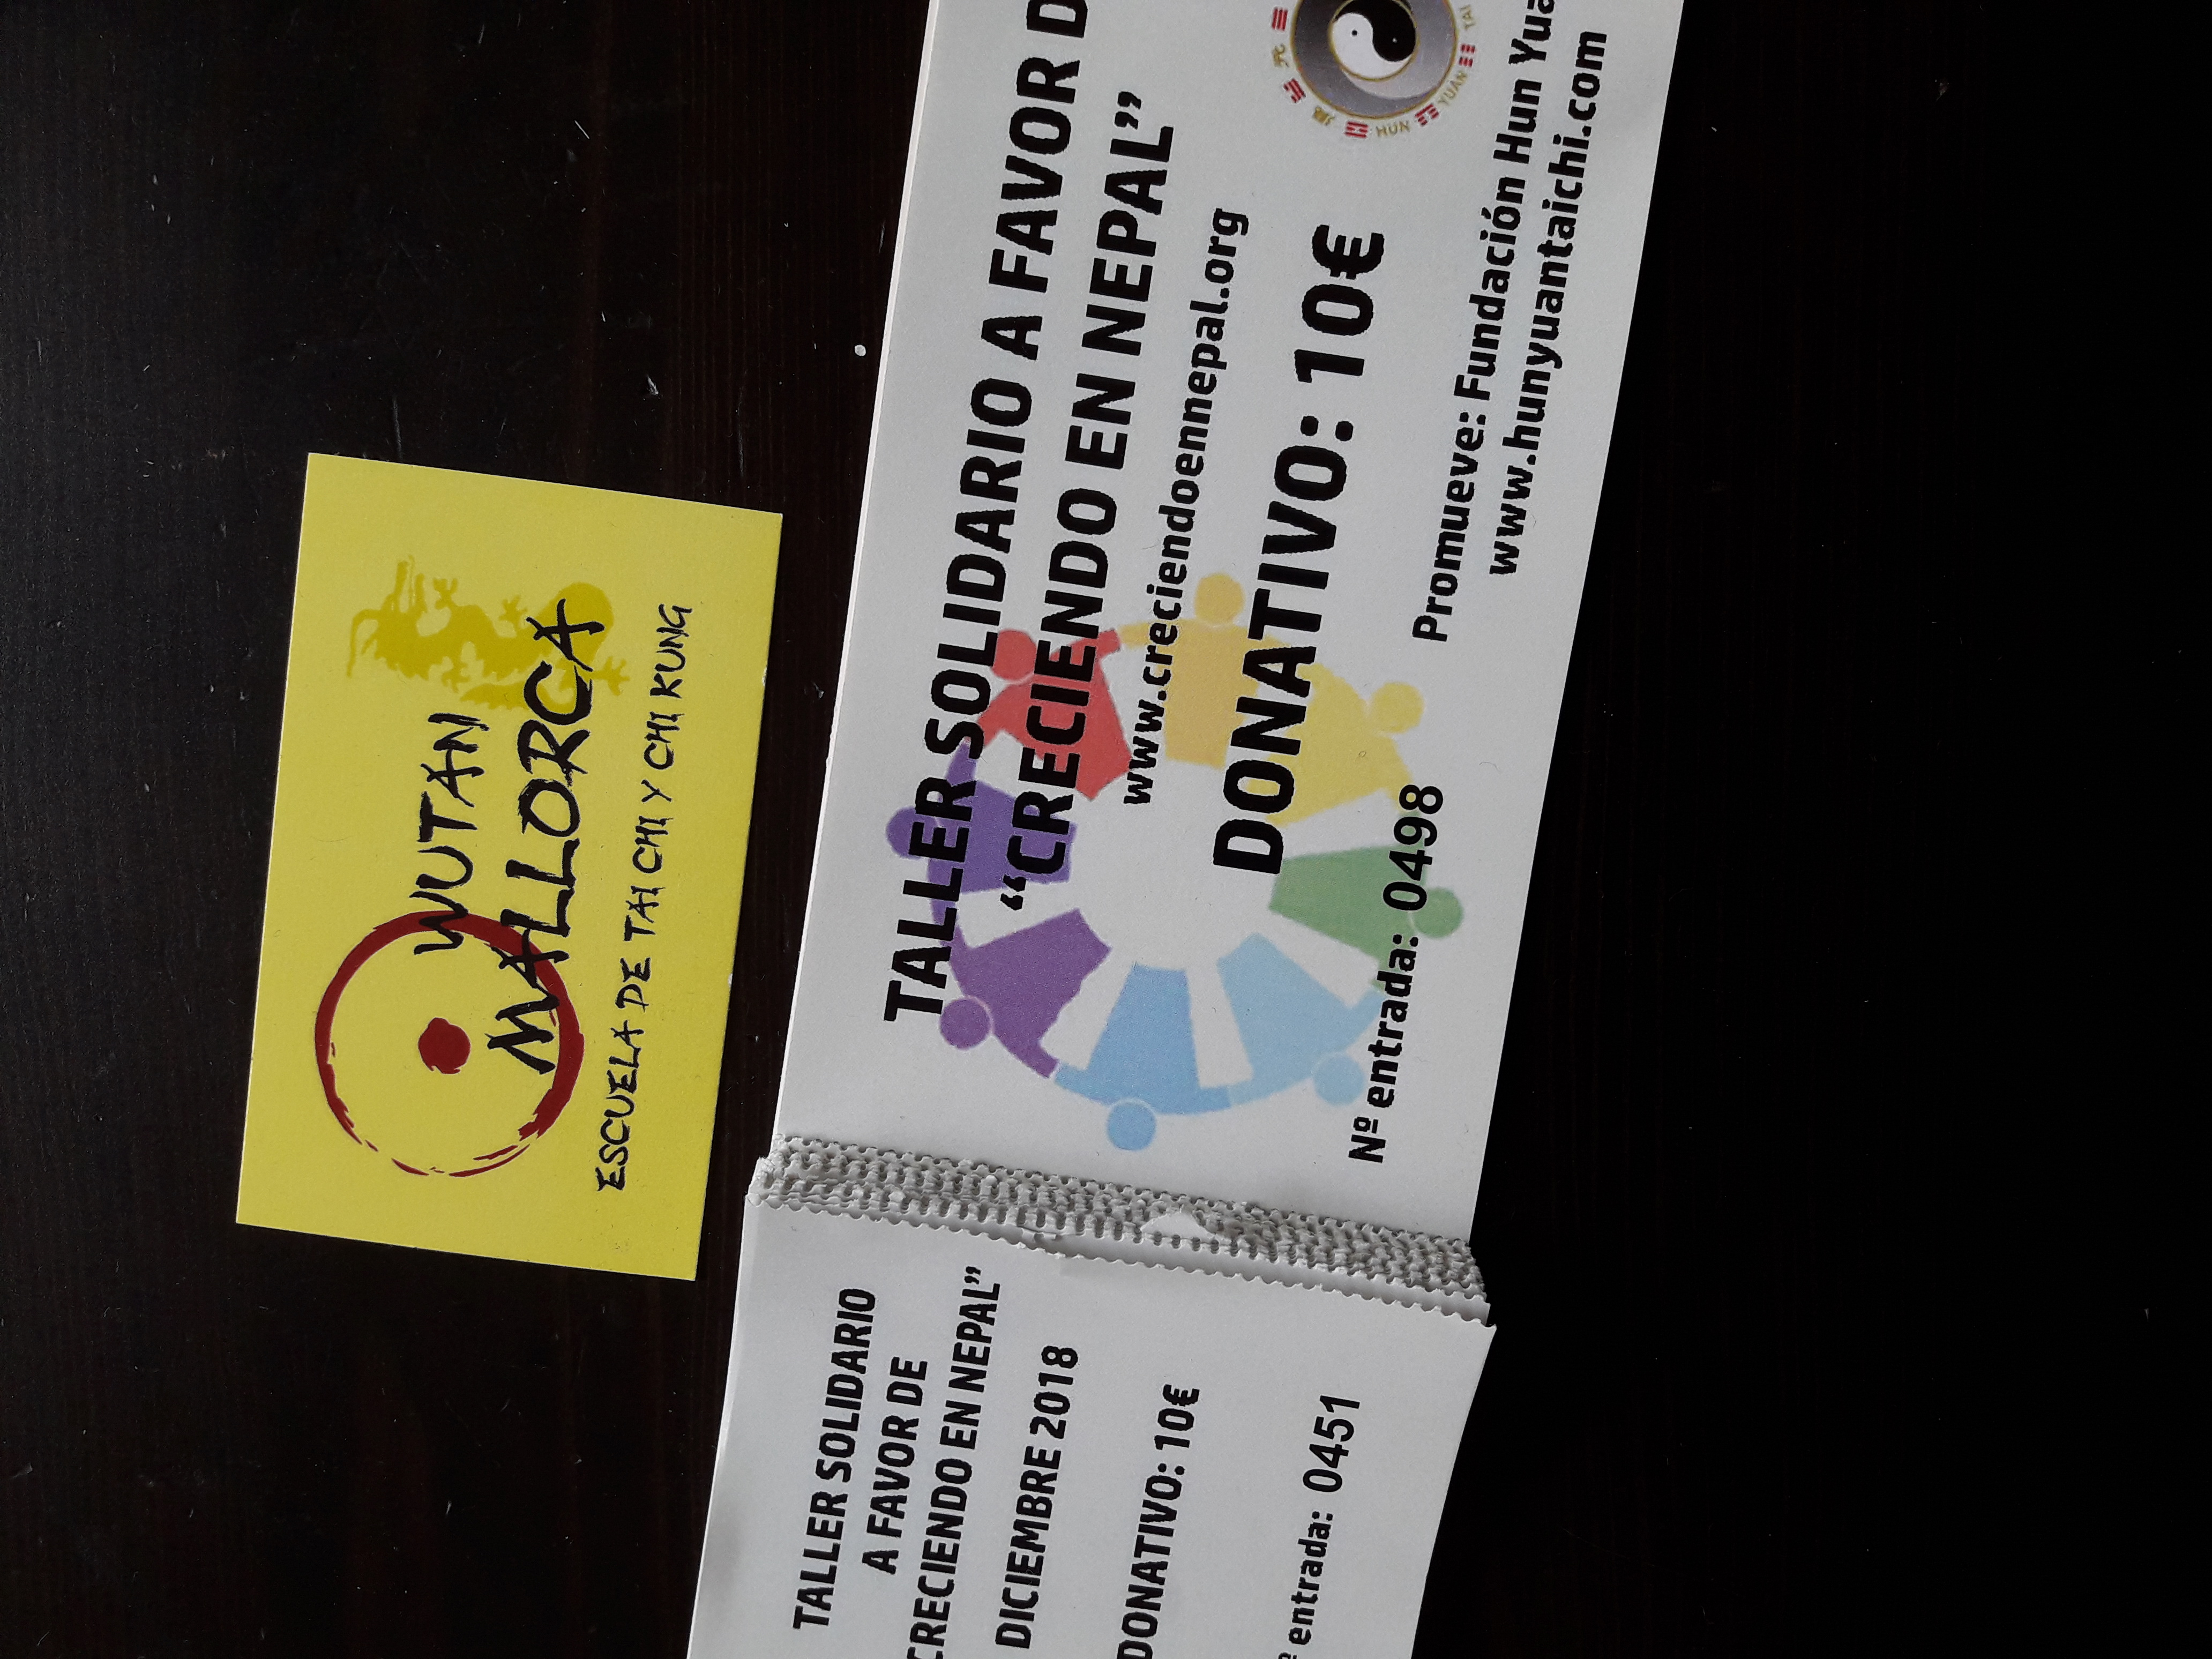 WUTAN
MALLORCA
ESCUELA DE TAI CHI Y CHI KUNG
TALLER SOLIDARIO A FAVOR D
“CRECIENDO EN NEPAL”
www.creciendoennepal.org
DONATIVO: 10€
Nº entrada: 0498
Promueve: Fundación Hun Yua
www.hunyuantaichi.com
HUN YUAN TAI
TALLER SOLIDARIO
A FAVOR DE
CRECIENDO EN NEPAL”
DICIEMBRE 2018
DONATIVO: 10€
º entrada: 0451